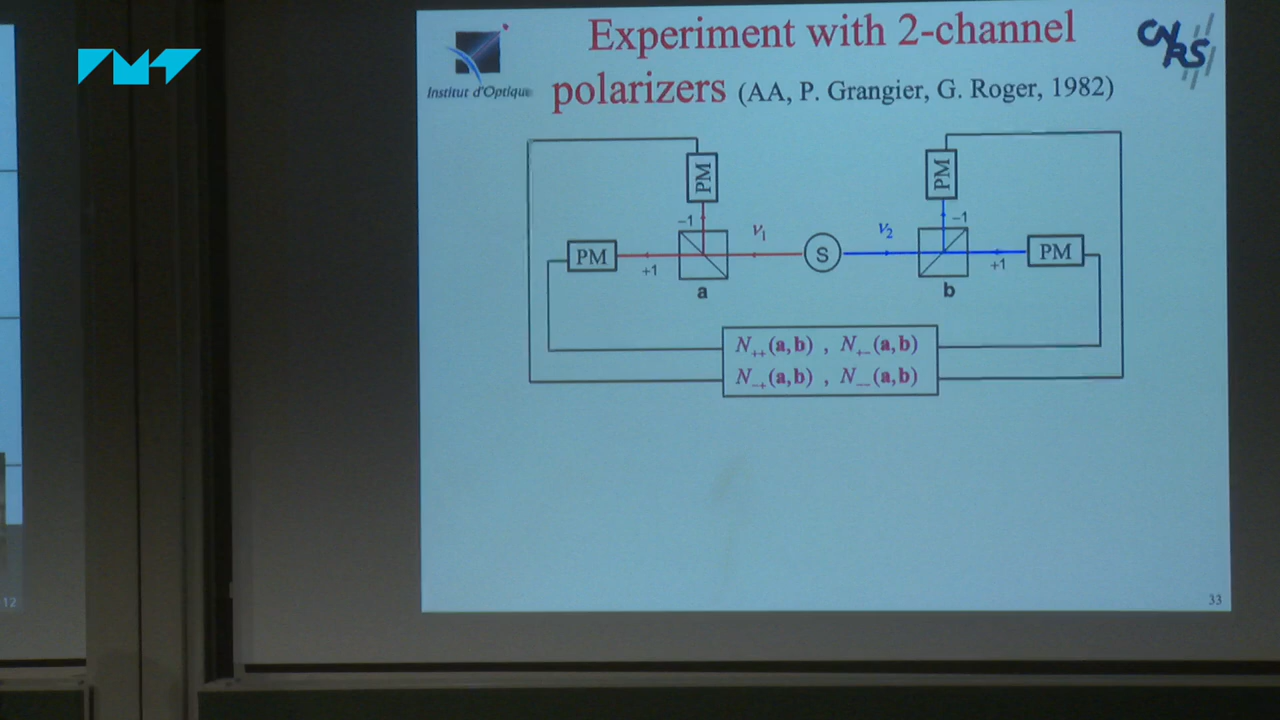 Experiment with 2-channel
polarizers (AA, P. Grangier, G. Roger, 1982)
Institut d'Optique
CNRS
PM
PM
-1
-1
ν1
ν2
PM
S
PM
+1
+1
a
b
N++(a,b) , N+-(a,b)
N-+(a,b) , N--(a,b)
12
33